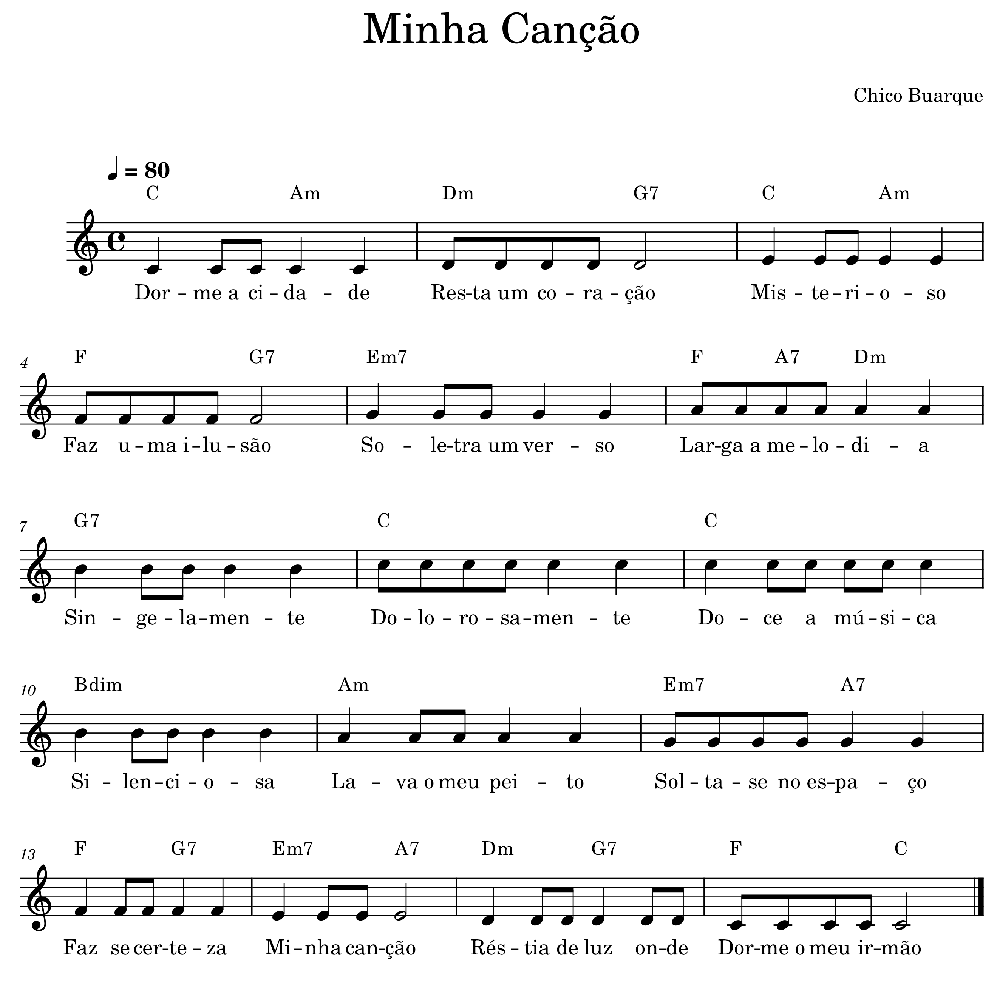 Minha Canção
Chico Buarque
= 80
C Am Dm G7 C Am
Dor – me a ci – da – de Res – ta um co – ra – ção Mis – te – ri – o – so
4 F G7 Em7 F A7 Dm
Faz u – ma i – lu – são So – le – tra um ver – so Lar – ga a me – lo – di – a
7 G7 C C
Sin – ge – la – men – te Do – lo – ro – sa – men – te Do – ce a mú – si – ca
10 Bdim Am Em7 A7
Si – len – ci – o – sa La – va o meu pei – to Sol – ta – se no es – pa – ço
13 F G7 Em7 A7 Dm G7 F C
Faz se cer – te – za Mi – nha can – ção Rés – tia de luz on – de Dor – me o meu ir – mão